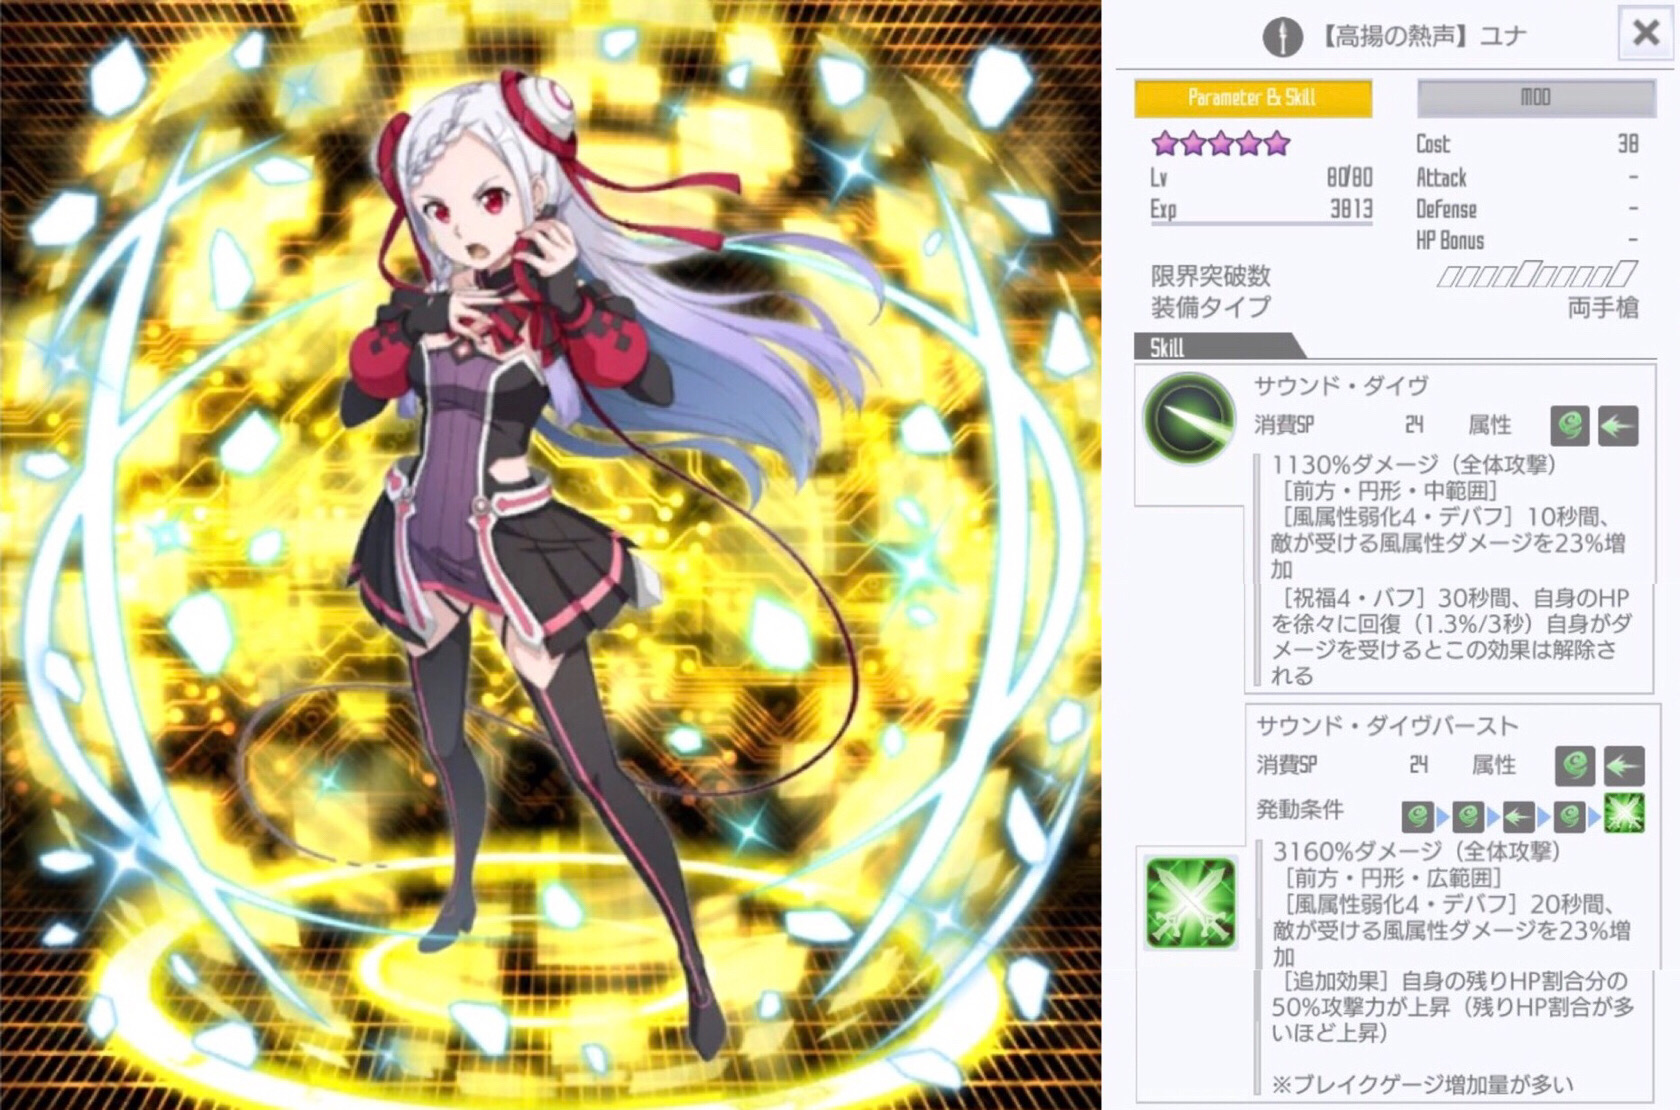 【高揚の熱声】ユナ
Parameter & Skill
MOD
Lv 80/80
Exp 3813
Cost 38
Attack -
Defense -
HP Bonus -
限界突破数
装備タイプ 両手槍
Skill
サウンド・ダイヴ
消費SP 24 属性
1130%ダメージ（全体攻撃）
［前方・円形・中範囲］
［風属性弱化4・デバフ］10秒間、
敵が受ける風属性ダメージを23%増
加
［祝福4・バフ］30秒間、自身のHP
を徐々に回復（1.3%/3秒）自身がダ
メージを受けるとこの効果は解除さ
れる
サウンド・ダイヴバースト
消費SP 24 属性
発動条件
3160%ダメージ（全体攻撃）
［前方・円形・広範囲］
［風属性弱化4・デバフ］20秒間、
敵が受ける風属性ダメージを23%増
加
［追加効果］自身の残りHP割合分の
50%攻撃力が上昇（残りHP割合が多
いほど上昇）
※ブレイクゲージ増加量が多い